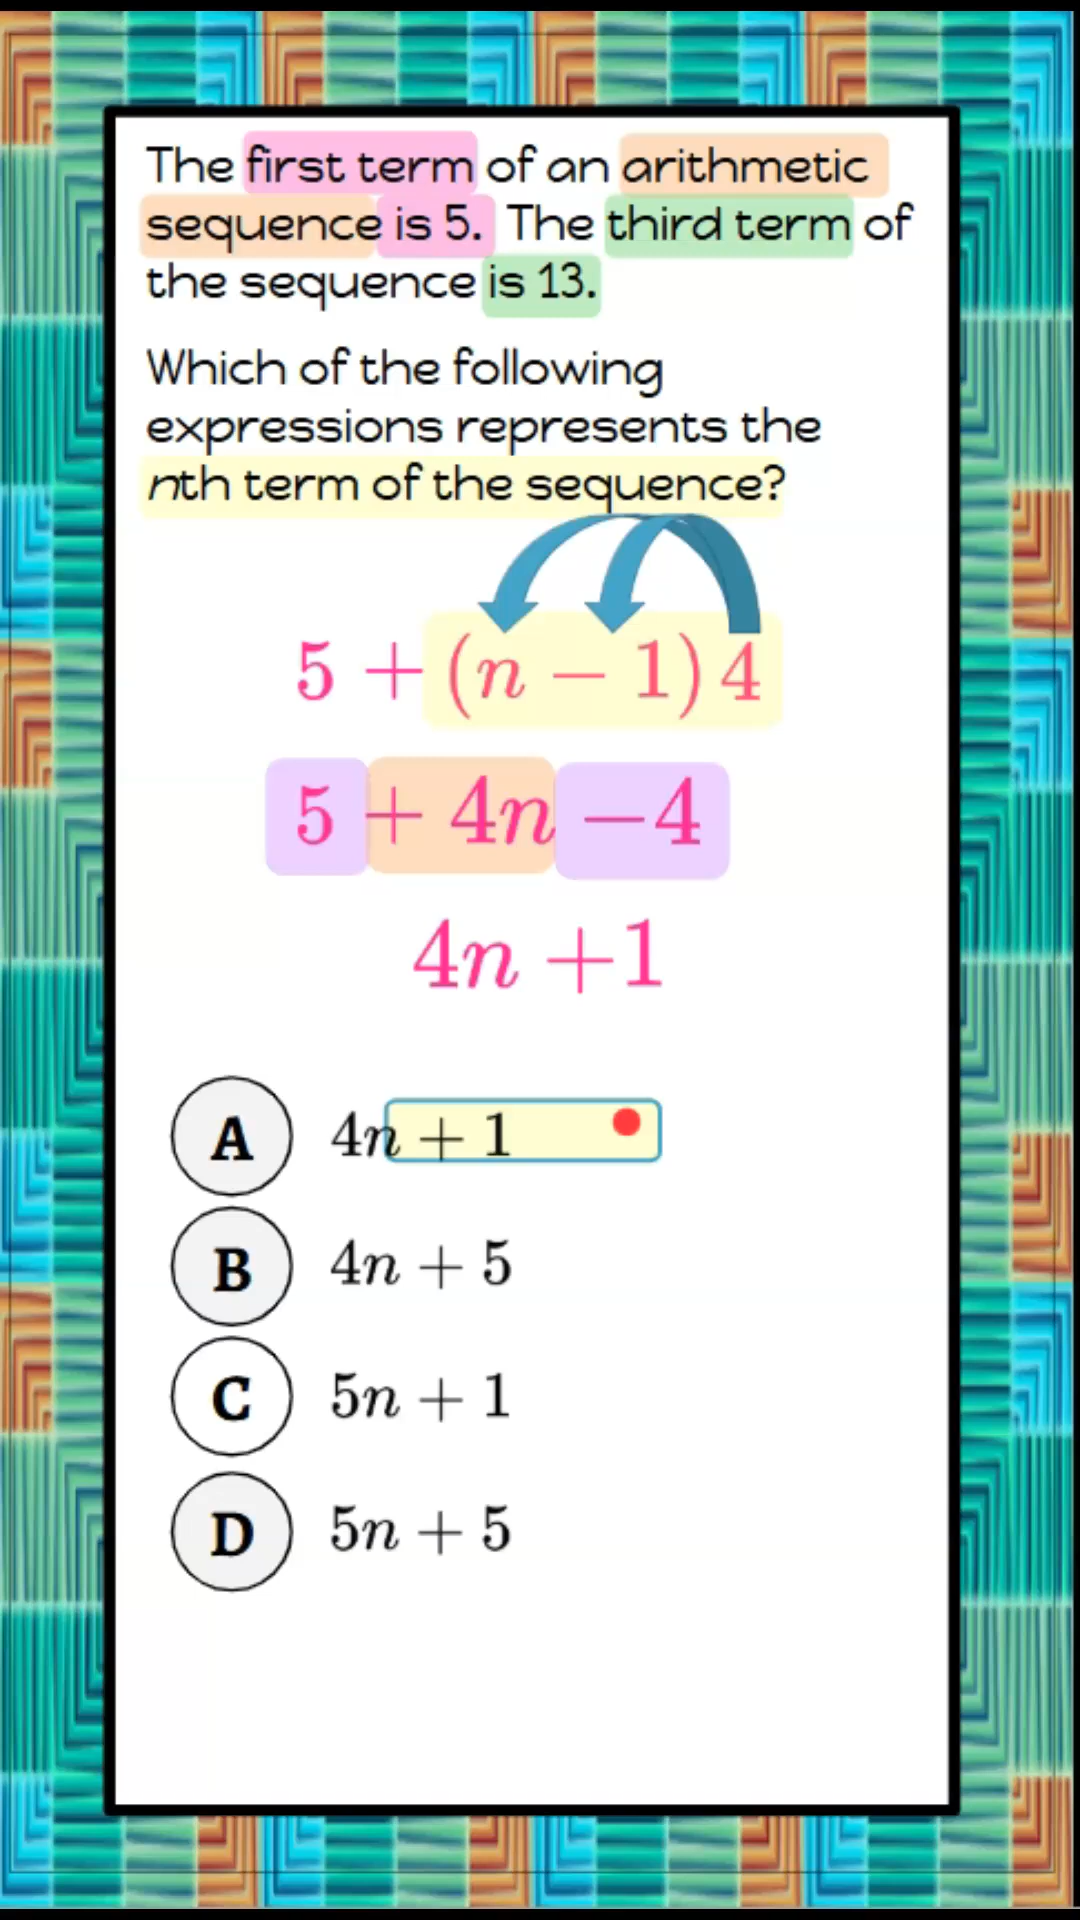 The first term of an arithmetic
sequence is 5. The third term of
the sequence is 13.
Which of the following
expressions represents the
nth term of the sequence?
5 + (n − 1) 4
5 + 4n −4
4n +1
A 4n + 1
B 4n + 5
C 5n + 1
D 5n + 5